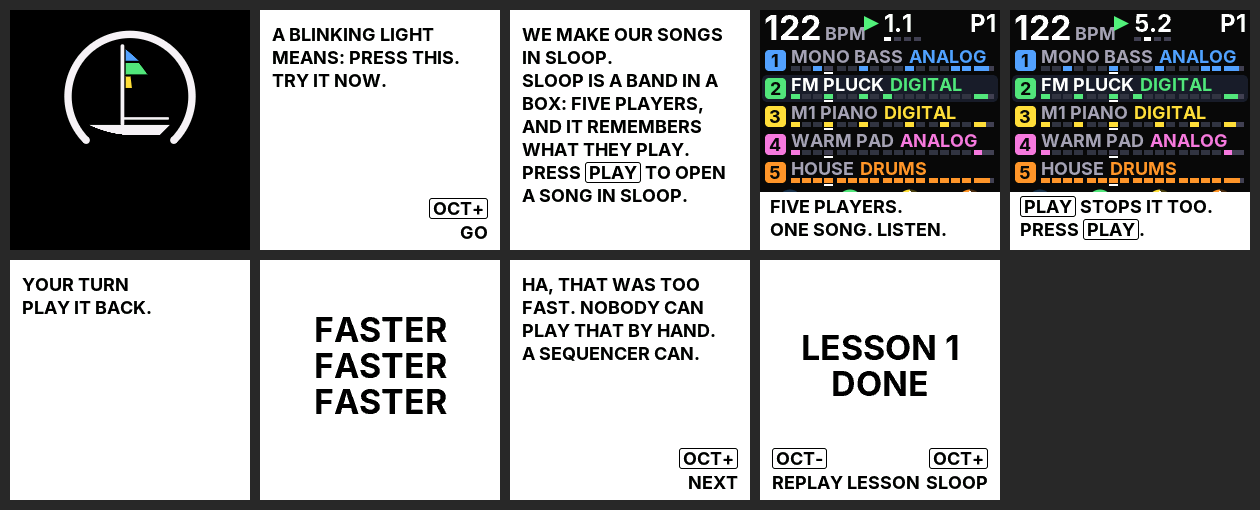 A BLINKING LIGHT
MEANS: PRESS THIS.
TRY IT NOW.
OCT+
GO
WE MAKE OUR SONGS
IN SLOOP.
SLOOP IS A BAND IN A
BOX: FIVE PLAYERS,
AND IT REMEMBERS
WHAT THEY PLAY.
PRESS PLAY TO OPEN
A SONG IN SLOOP.
122 BPM 1.1 P1
1 MONO BASS ANALOG
2 FM PLUCK DIGITAL
3 M1 PIANO DIGITAL
4 WARM PAD ANALOG
5 HOUSE DRUMS
FIVE PLAYERS.
ONE SONG. LISTEN.
122 BPM 5.2 P1
1 MONO BASS ANALOG
2 FM PLUCK DIGITAL
3 M1 PIANO DIGITAL
4 WARM PAD ANALOG
5 HOUSE DRUMS
PLAY STOPS IT TOO.
PRESS PLAY.
YOUR TURN
PLAY IT BACK.
FASTER
FASTER
FASTER
HA, THAT WAS TOO
FAST. NOBODY CAN
PLAY THAT BY HAND.
A SEQUENCER CAN.
OCT+
NEXT
LESSON 1
DONE
OCT- OCT+
REPLAY LESSON SLOOP